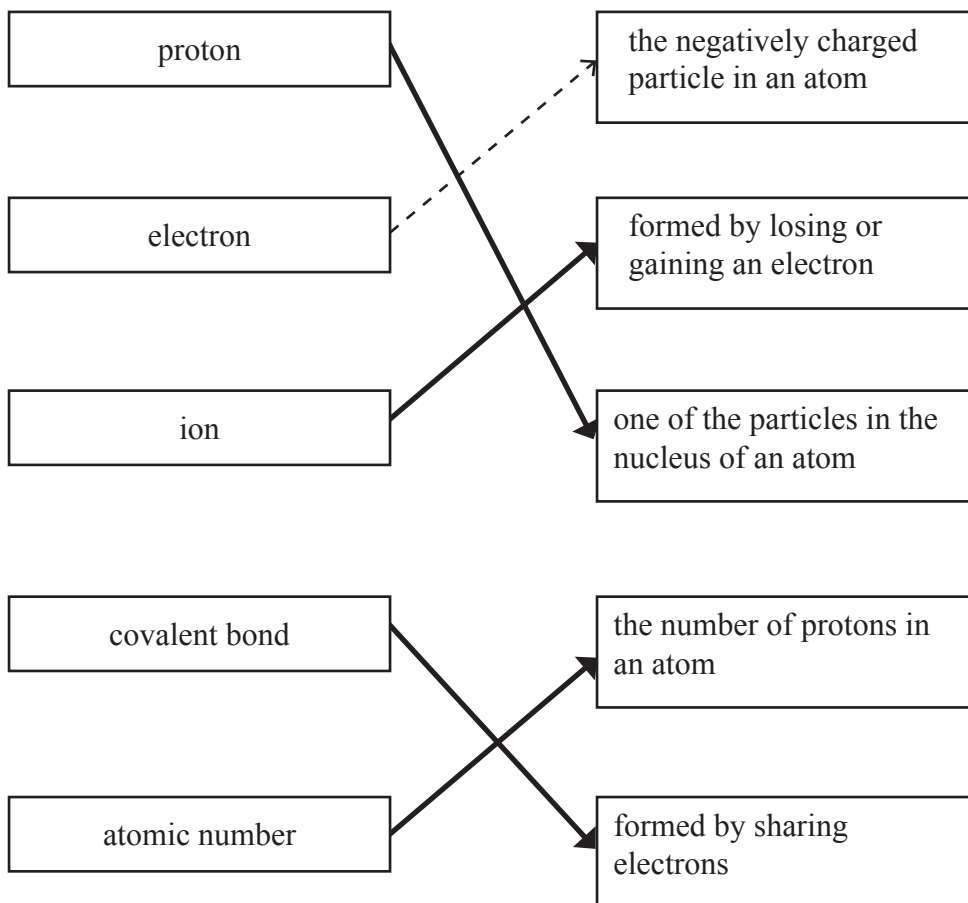 proton
the negatively charged
particle in an atom
electron
formed by losing or
gaining an electron
ion
one of the particles in the
nucleus of an atom
covalent bond
the number of protons in
an atom
atomic number
formed by sharing
electrons